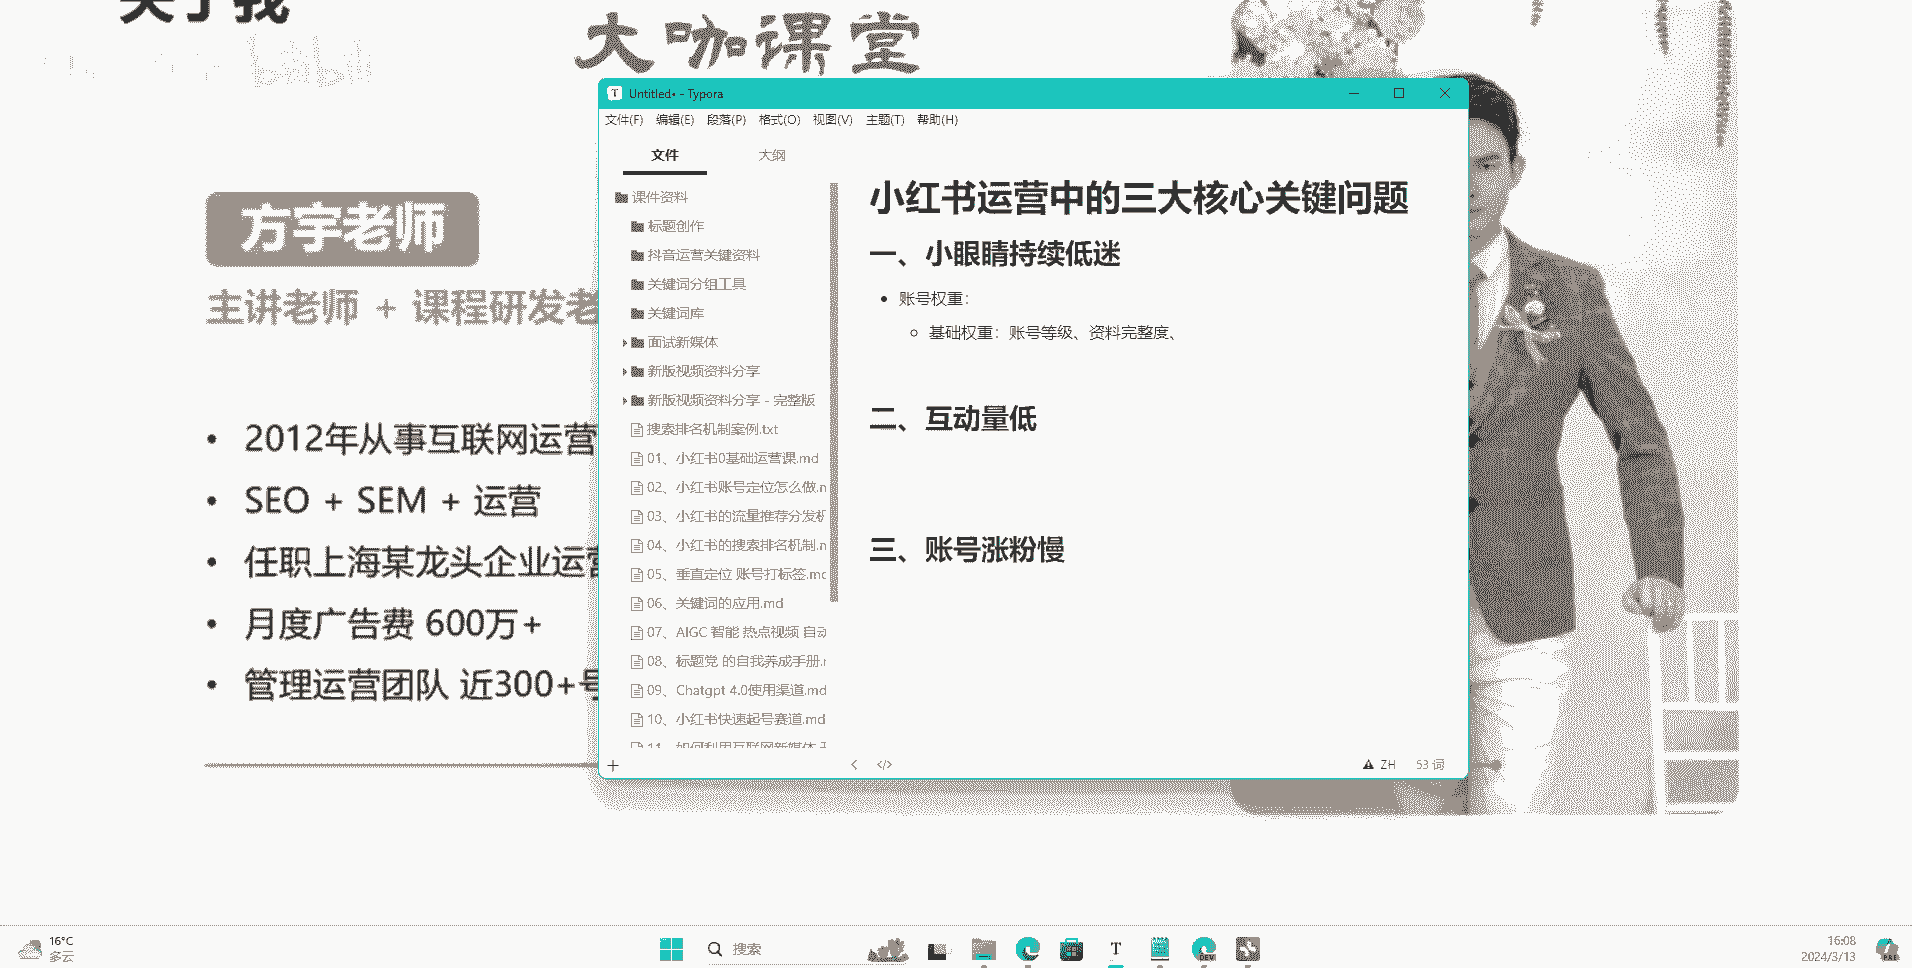 关于我
bilibili
大咖课堂
方宇老师
主讲老师 + 课程研发老
2012年从事互联网运营
SEO + SEM + 运营
任职上海某龙头企业运营
月度广告费 600万+
管理运营团队 近300+号
Untitled• - Typora
文件(F) 编辑(E) 段落(P) 格式(O) 视图(V) 主题(T) 帮助(H)
文件 大纲
课件资料
标题创作
抖音运营关键资料
关键词分组工具
关键词库
面试新媒体
新版视频资料分享
新版视频资料分享 - 完整版
搜索排名机制案例.txt
01、小红书0基础运营课.md
02、小红书账号定位怎么做.m
03、小红书的流量推荐分发机
04、小红书的搜索排名机制.m
05、垂直定位 账号打标签.md
06、关键词的应用.md
07、AIGC 智能 热点视频 自动
08、标题党 的自我养成手册.m
09、Chatgpt 4.0使用渠道.md
10、小红书快速起号赛道.md
11、如何利用互联网新媒体
小红书运营中的三大核心关键问题
一、小眼睛持续低迷
账号权重：
基础权重：账号等级、资料完整度、
二、互动量低
三、账号涨粉慢
ZH 53 词
16°C
多云
搜索
T
DEV
16:08
2024/3/13
PRE